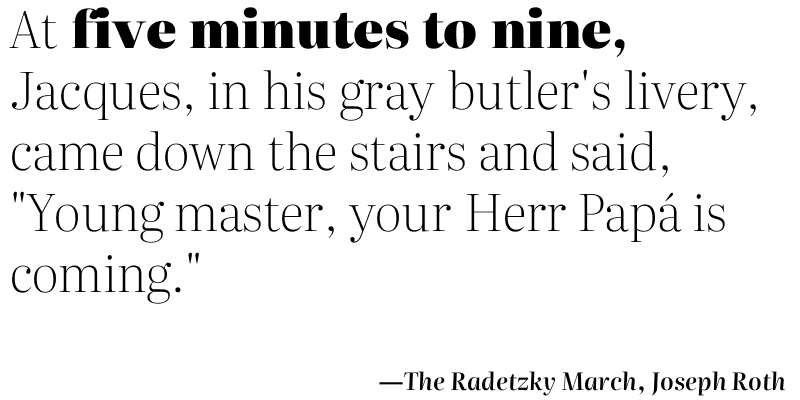 At five minutes to nine,
Jacques, in his gray butler's livery,
came down the stairs and said,
"Young master, your Herr Papá is
coming."
—The Radetzky March, Joseph Roth